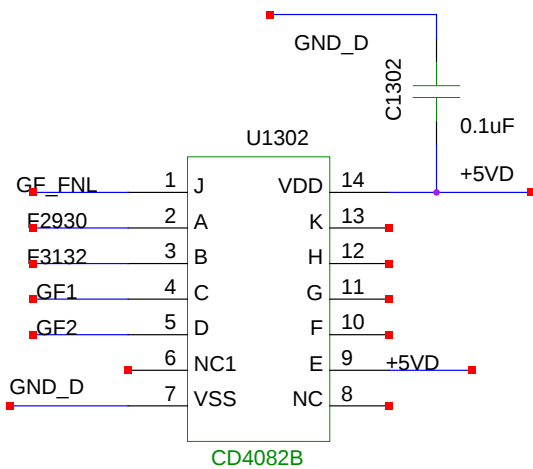 GND_D
C1302
0.1uF
U1302
+5VD
GF_FNL 1 J VDD 14
F2930 2 A K 13
F3132 3 B H 12
GF1 4 C G 11
GF2 5 D F 10
6 NC1 E 9 +5VD
GND_D 7 VSS NC 8
CD4082B